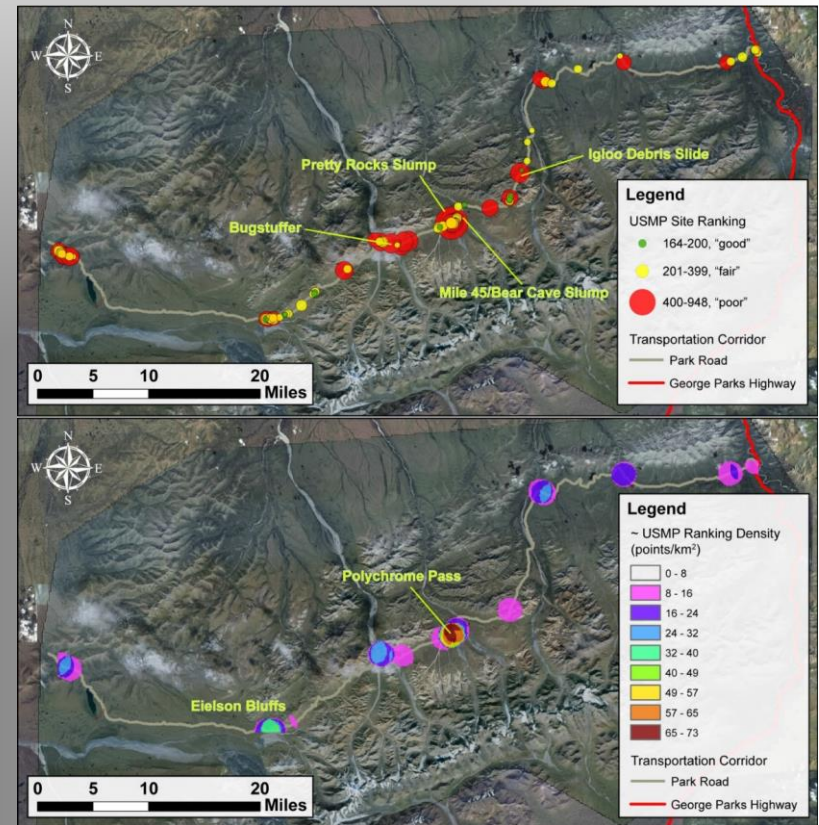 N
W E
S
Igloo Debris Slide
Pretty Rocks Slump
Bugstuffer
Mile 45/Bear Cave Slump
Legend
USMP Site Ranking
164-200, “good”
201-399, “fair”
400-948, “poor”
Transportation Corridor
Park Road
George Parks Highway
0 5 10 20
Miles
N
W E
S
Polychrome Pass
Eielson Bluffs
Legend
~ USMP Ranking Density
(points/km²)
0 - 8
8 - 16
16 - 24
24 - 32
32 - 40
40 - 49
49 - 57
57 - 65
65 - 73
Transportation Corridor
Park Road
George Parks Highway
0 5 10 20
Miles